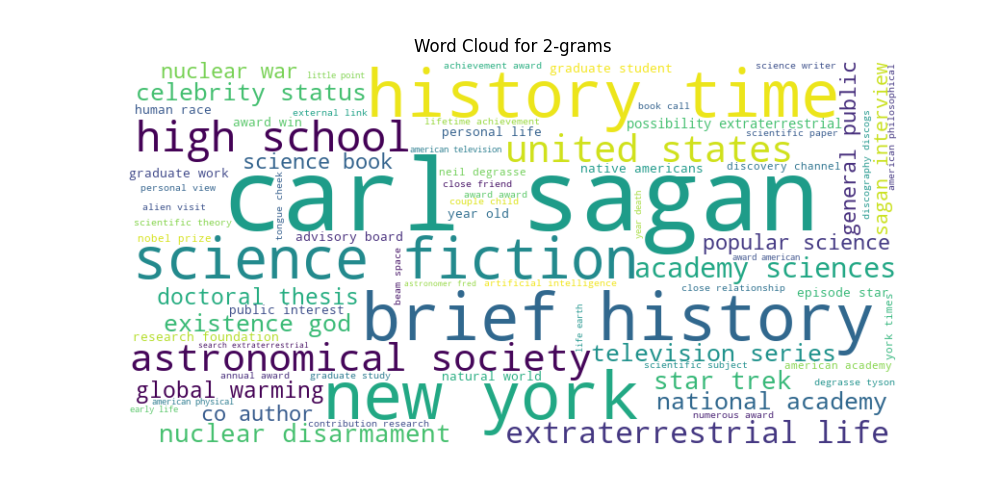 Word Cloud for 2-grams
nuclear war
little point
achievement award
graduate student
science writer
celebrity status
history time
human race
external link
book call
general public
sagan interview
american philosophical
high school
award win
lifetime achievement
personal life
possibility extraterrestrial
scientific paper
discography discogs
american television
united states
science book
graduate work
native americans
discovery channel
neil degrasse
personal view
tongue cheek
carl sagan
close friend
award award
couple child
year death
alien visit
year old
scientific theory
nobel prize
advisory board
popular science
science fiction
beam space
award american
academy sciences
astronomer fred
artificial intelligence
close relationship
episode star
doctoral thesis
public interest
brief history
york times
existence god
life earth
research foundation
search extraterrestrial
astronomical society
television series
scientific subject
american academy
annual award
graduate study
natural world
star trek
degrasse tyson
global warming
new york
american physical
national academy
early life
co author
numerous award
contribution research
nuclear disarmament
extraterrestrial life